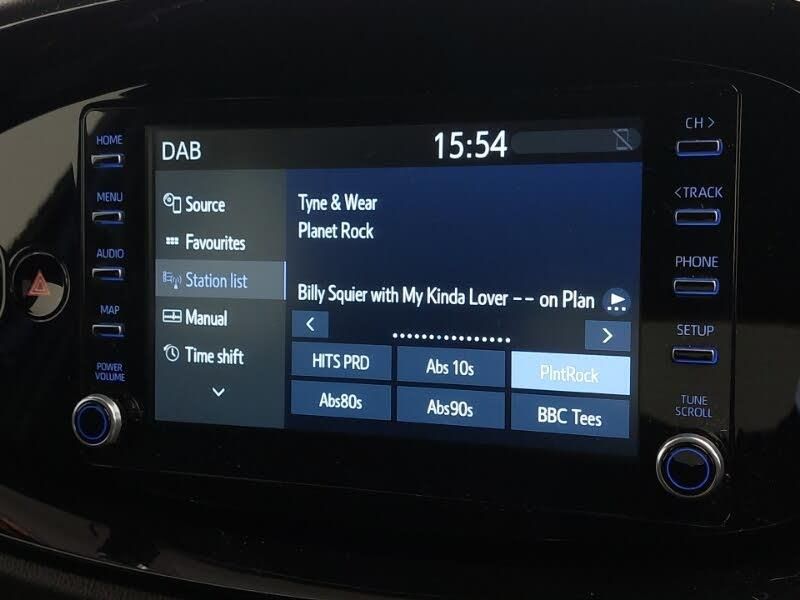 HOME
MENU
AUDIO
MAP
POWER
VOLUME
DAB
15:54
Source
Favourites
Station list
Manual
Time shift
Tyne & Wear
Planet Rock
Billy Squier with My Kinda Lover -- on Plan
<
>
HITS PRD
Abs 10s
PlntRock
Abs80s
Abs90s
BBC Tees
CH >
< TRACK
PHONE
SETUP
TUNE
SCROLL